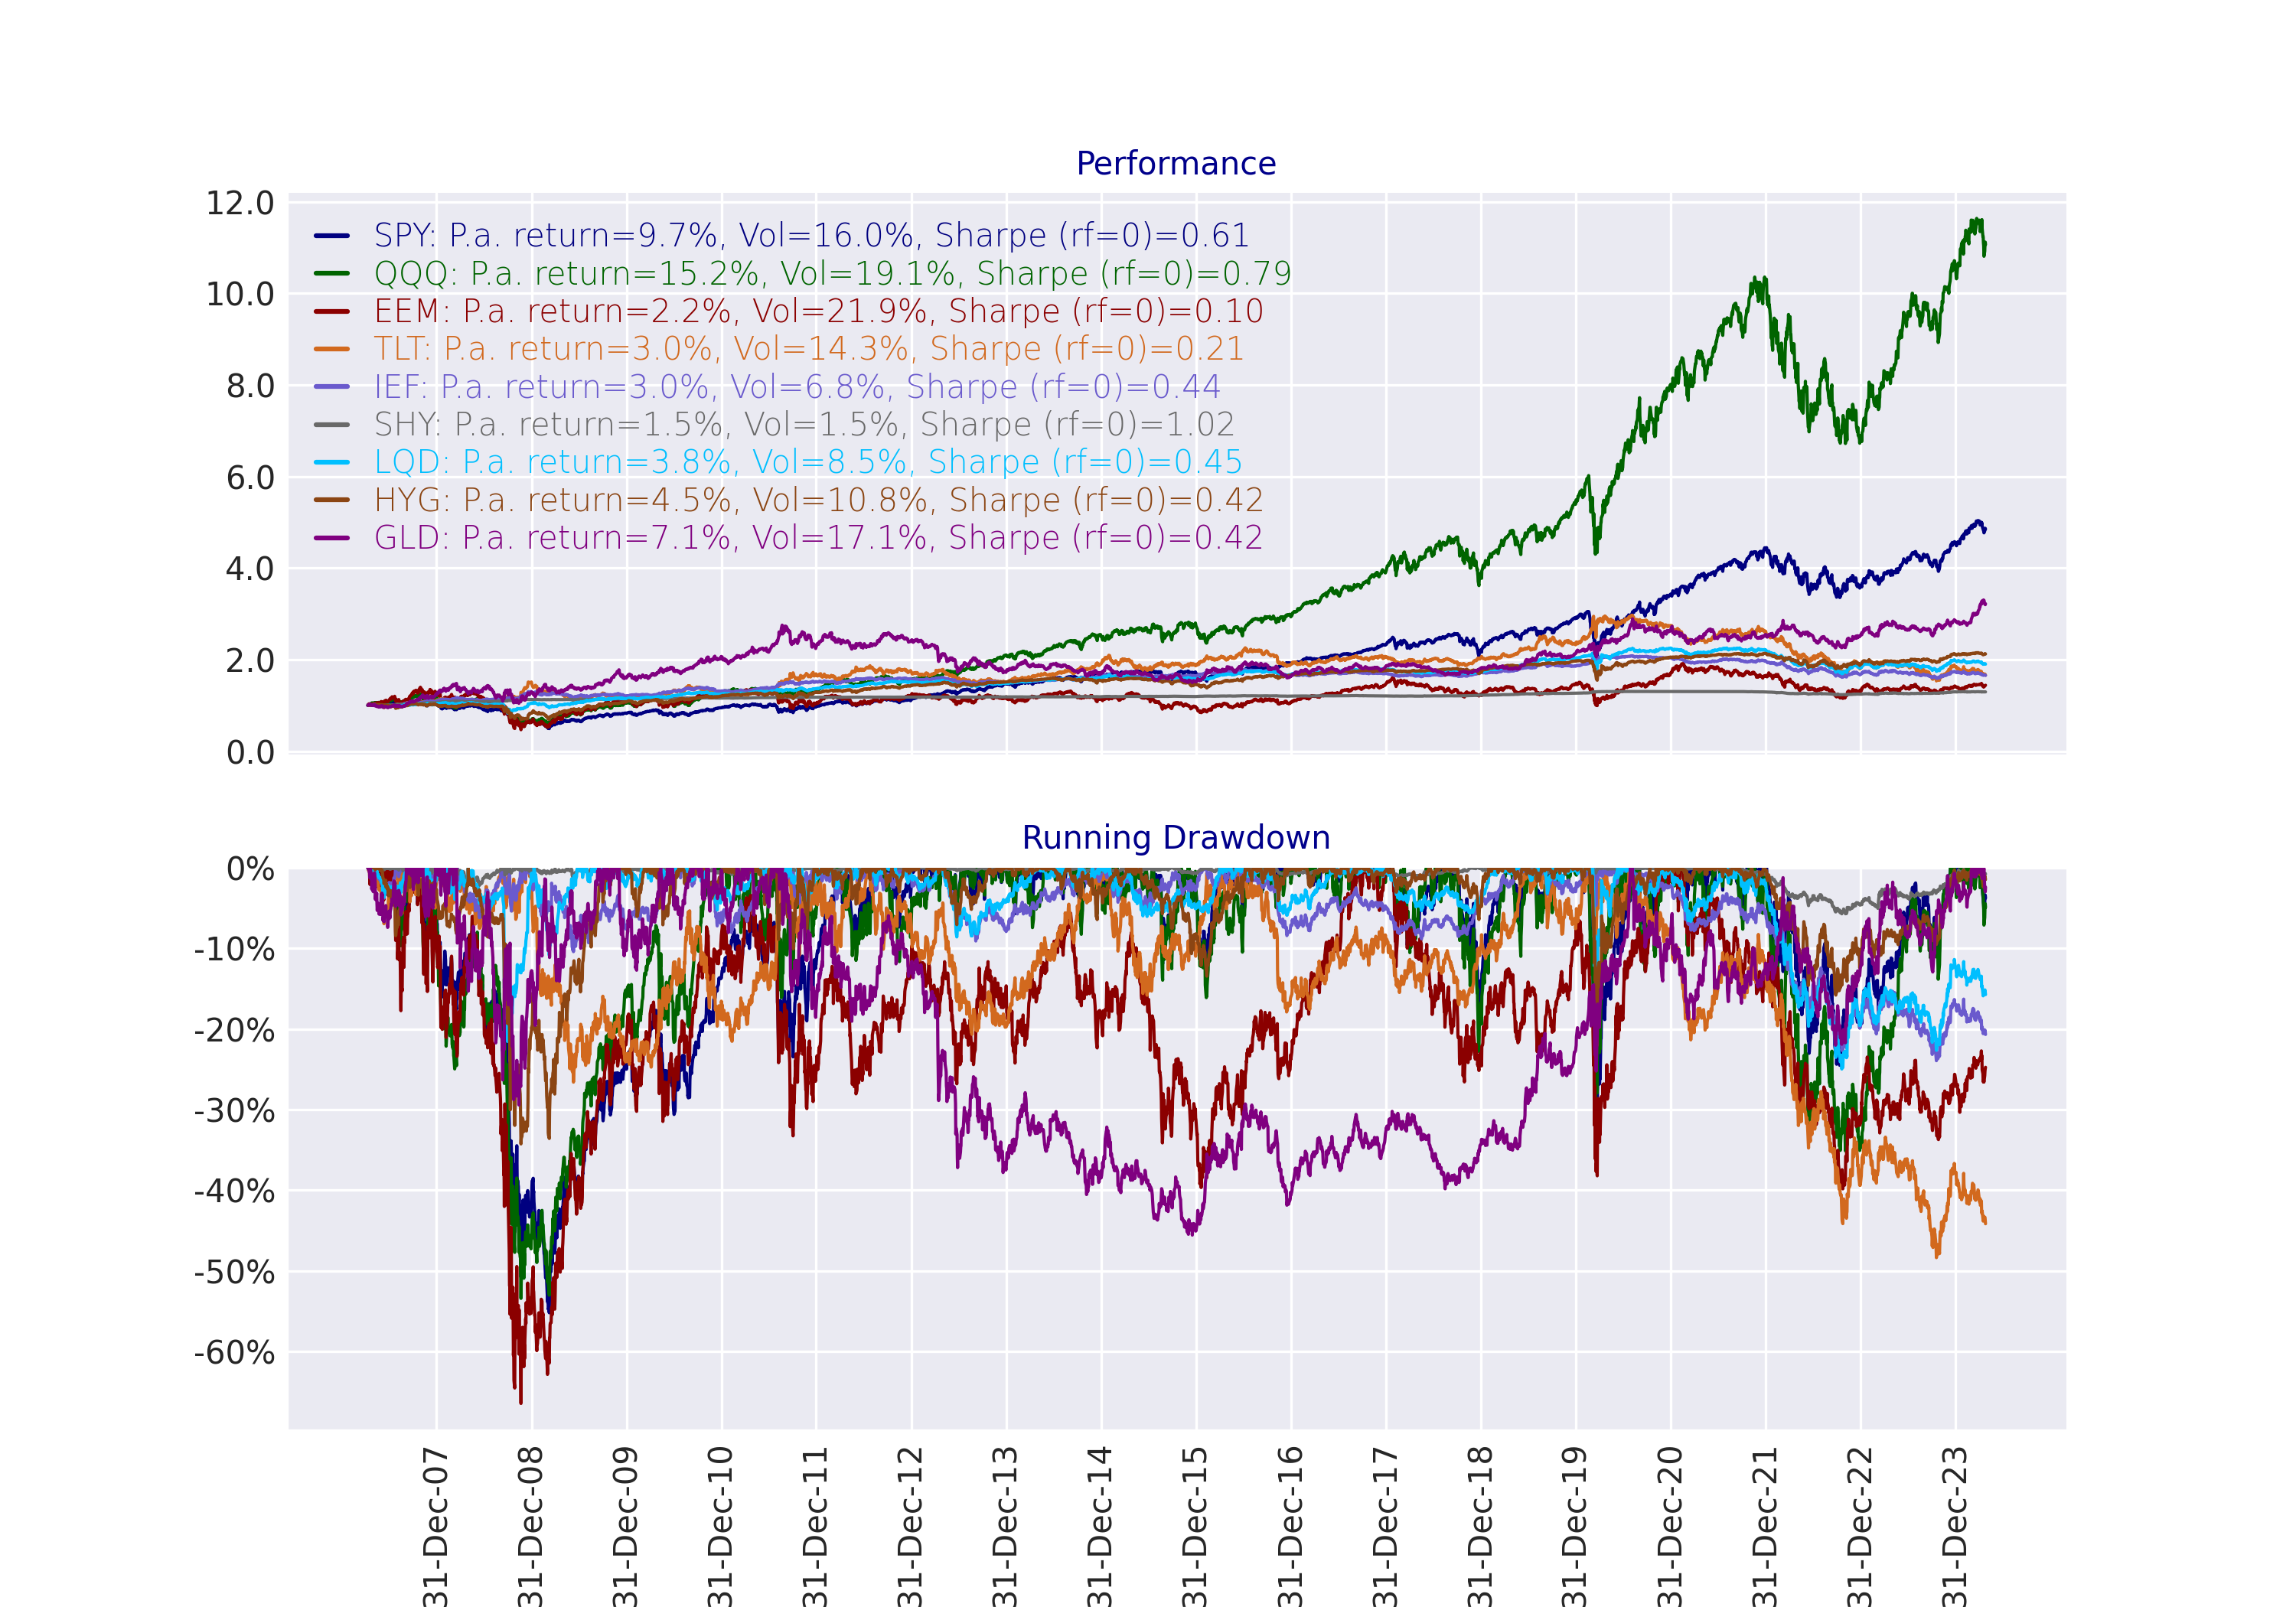 Performance
12.0
10.0
8.0
6.0
4.0
2.0
0.0
SPY: P.a. return=9.7%, Vol=16.0%, Sharpe (rf=0)=0.61
QQQ: P.a. return=15.2%, Vol=19.1%, Sharpe (rf=0)=0.79
EEM: P.a. return=2.2%, Vol=21.9%, Sharpe (rf=0)=0.10
TLT: P.a. return=3.0%, Vol=14.3%, Sharpe (rf=0)=0.21
IEF: P.a. return=3.0%, Vol=6.8%, Sharpe (rf=0)=0.44
SHY: P.a. return=1.5%, Vol=1.5%, Sharpe (rf=0)=1.02
LQD: P.a. return=3.8%, Vol=8.5%, Sharpe (rf=0)=0.45
HYG: P.a. return=4.5%, Vol=10.8%, Sharpe (rf=0)=0.42
GLD: P.a. return=7.1%, Vol=17.1%, Sharpe (rf=0)=0.42
Running Drawdown
0%
-10%
-20%
-30%
-40%
-50%
-60%
31-Dec-07
31-Dec-08
31-Dec-09
31-Dec-10
31-Dec-11
31-Dec-12
31-Dec-13
31-Dec-14
31-Dec-15
31-Dec-16
31-Dec-17
31-Dec-18
31-Dec-19
31-Dec-20
31-Dec-21
31-Dec-22
31-Dec-23